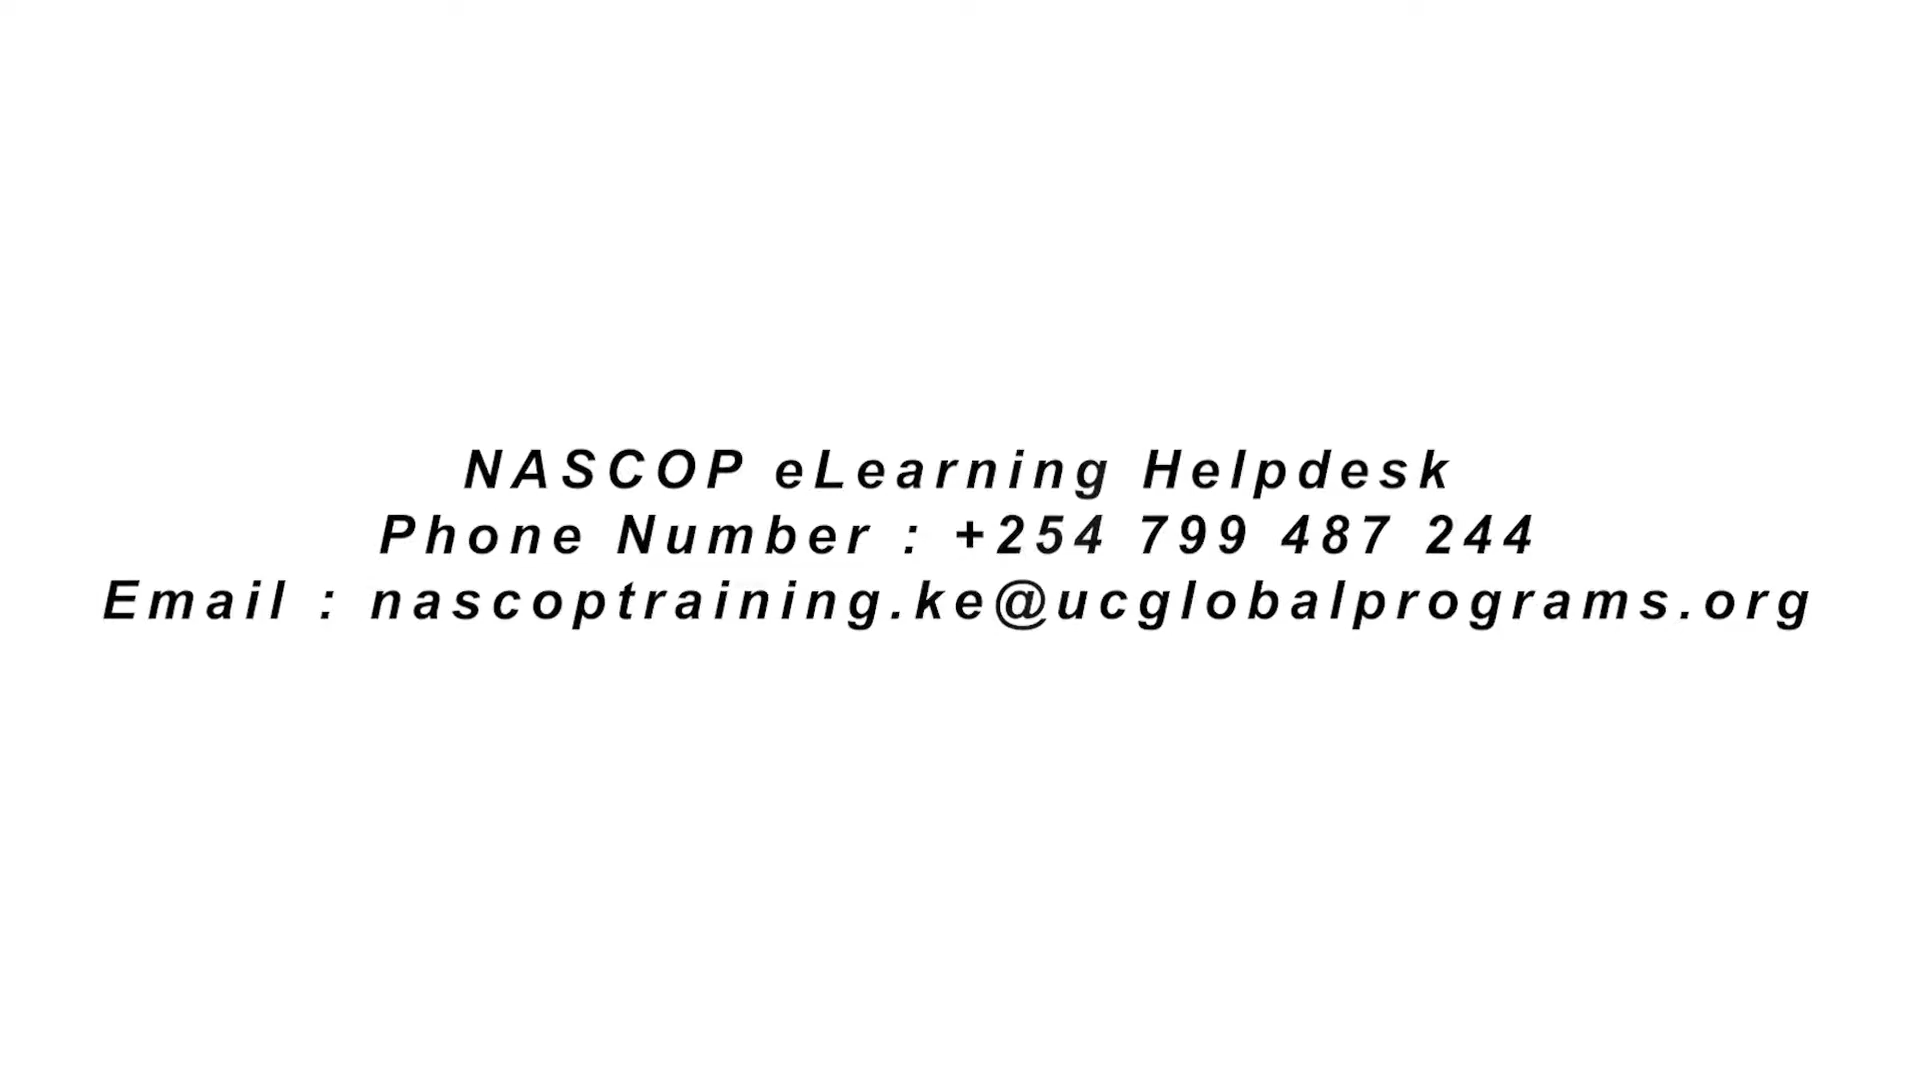 NASCOP eLearning Helpdesk
Phone Number : +254 799 487 244
Email : nascoptraining.ke@ucglobalprograms.org